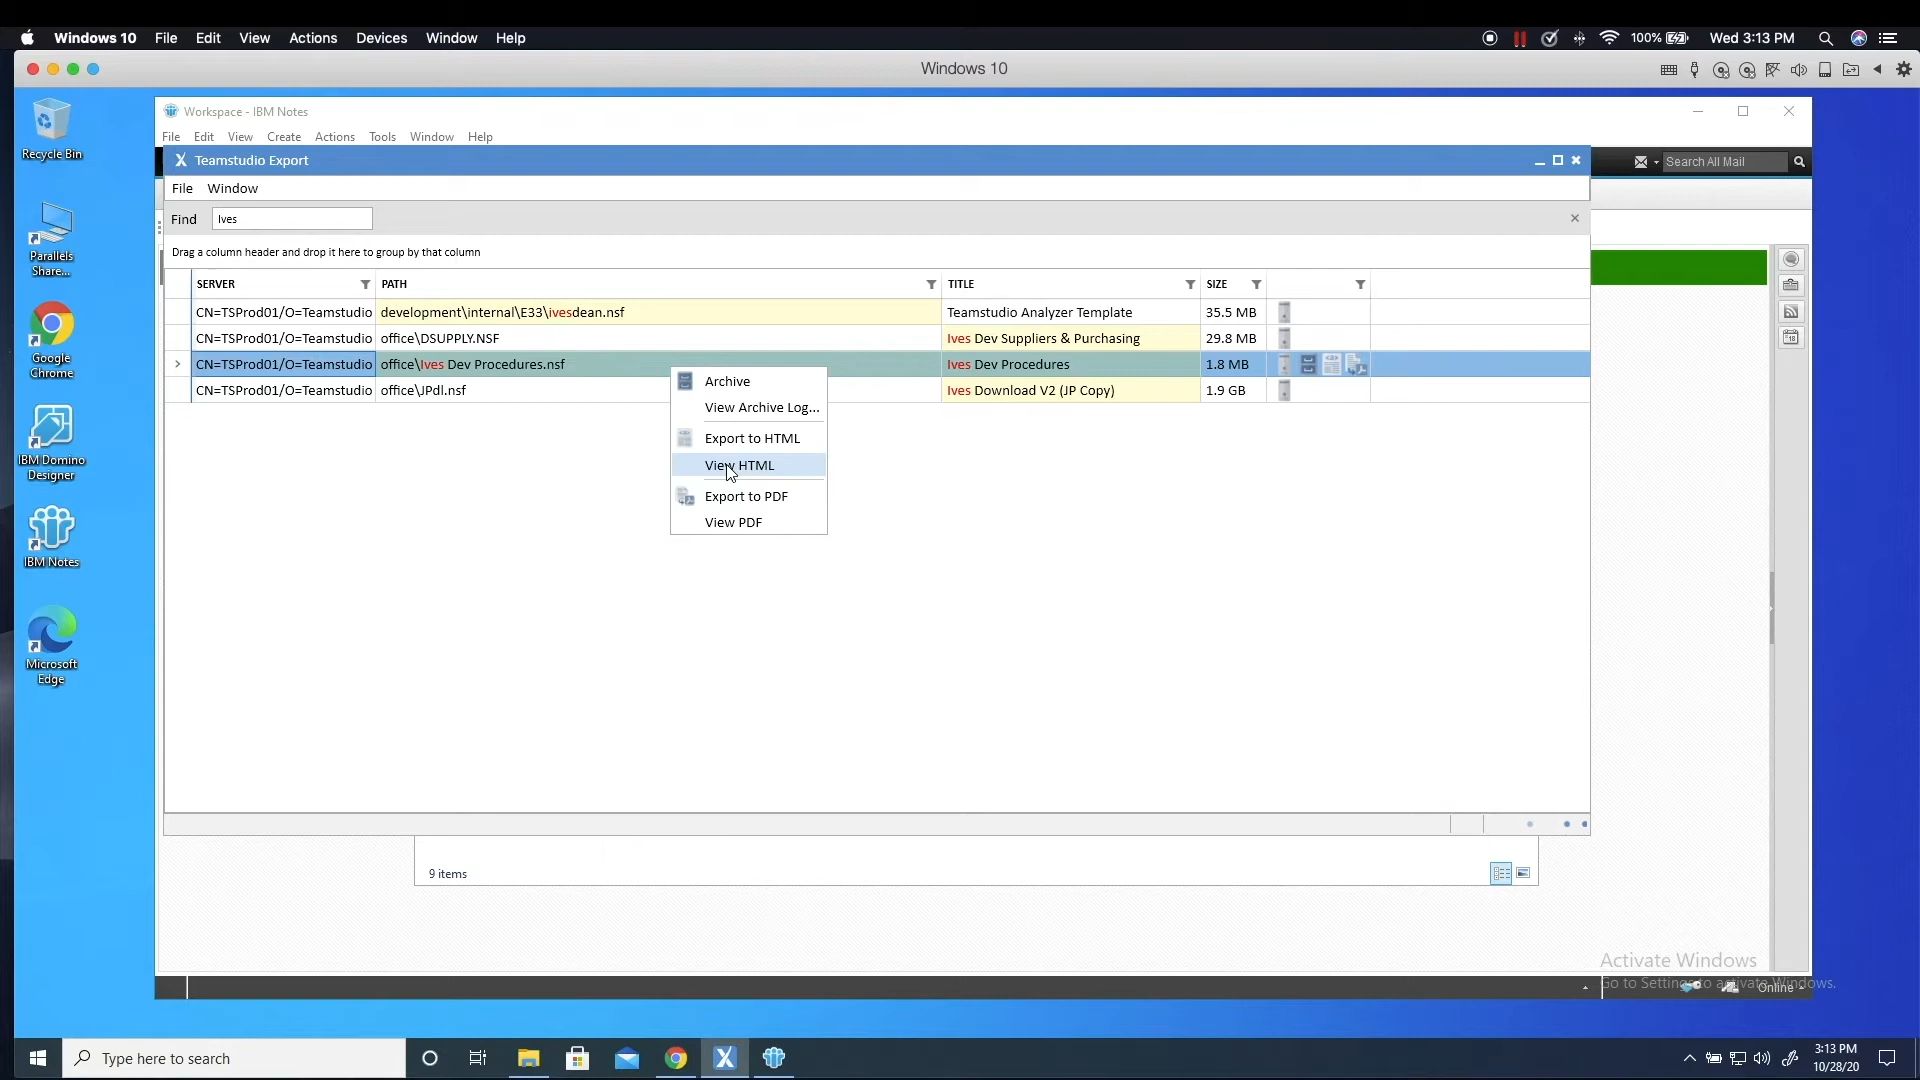 Windows 10 File Edit View Actions Devices Window Help 100% Wed 3:13 PM
Windows 10
Recycle Bin
Parallels
Share...
Google
Chrome
IBM Domino
Designer
IBM Notes
Microsoft
Edge
Workspace - IBM Notes
File Edit View Create Actions Tools Window Help
X Teamstudio Export
Search All Mail
File Window
Find Ives
Drag a column header and drop it here to group by that column
SERVER PATH TITLE SIZE
CN=TSProd01/O=Teamstudio development\internal\E33\ivesdean.nsf Teamstudio Analyzer Template 35.5 MB
CN=TSProd01/O=Teamstudio office\DSUPPLY.NSF Ives Dev Suppliers & Purchasing 29.8 MB
CN=TSProd01/O=Teamstudio office\Ives Dev Procedures.nsf Ives Dev Procedures 1.8 MB
CN=TSProd01/O=Teamstudio office\JPdl.nsf Ives Download V2 (JP Copy) 1.9 GB
Archive
View Archive Log...
Export to HTML
View HTML
Export to PDF
View PDF
9 items
Activate Windows
Go to Settings to activate Windows.
Online
Type here to search
3:13 PM
10/28/20